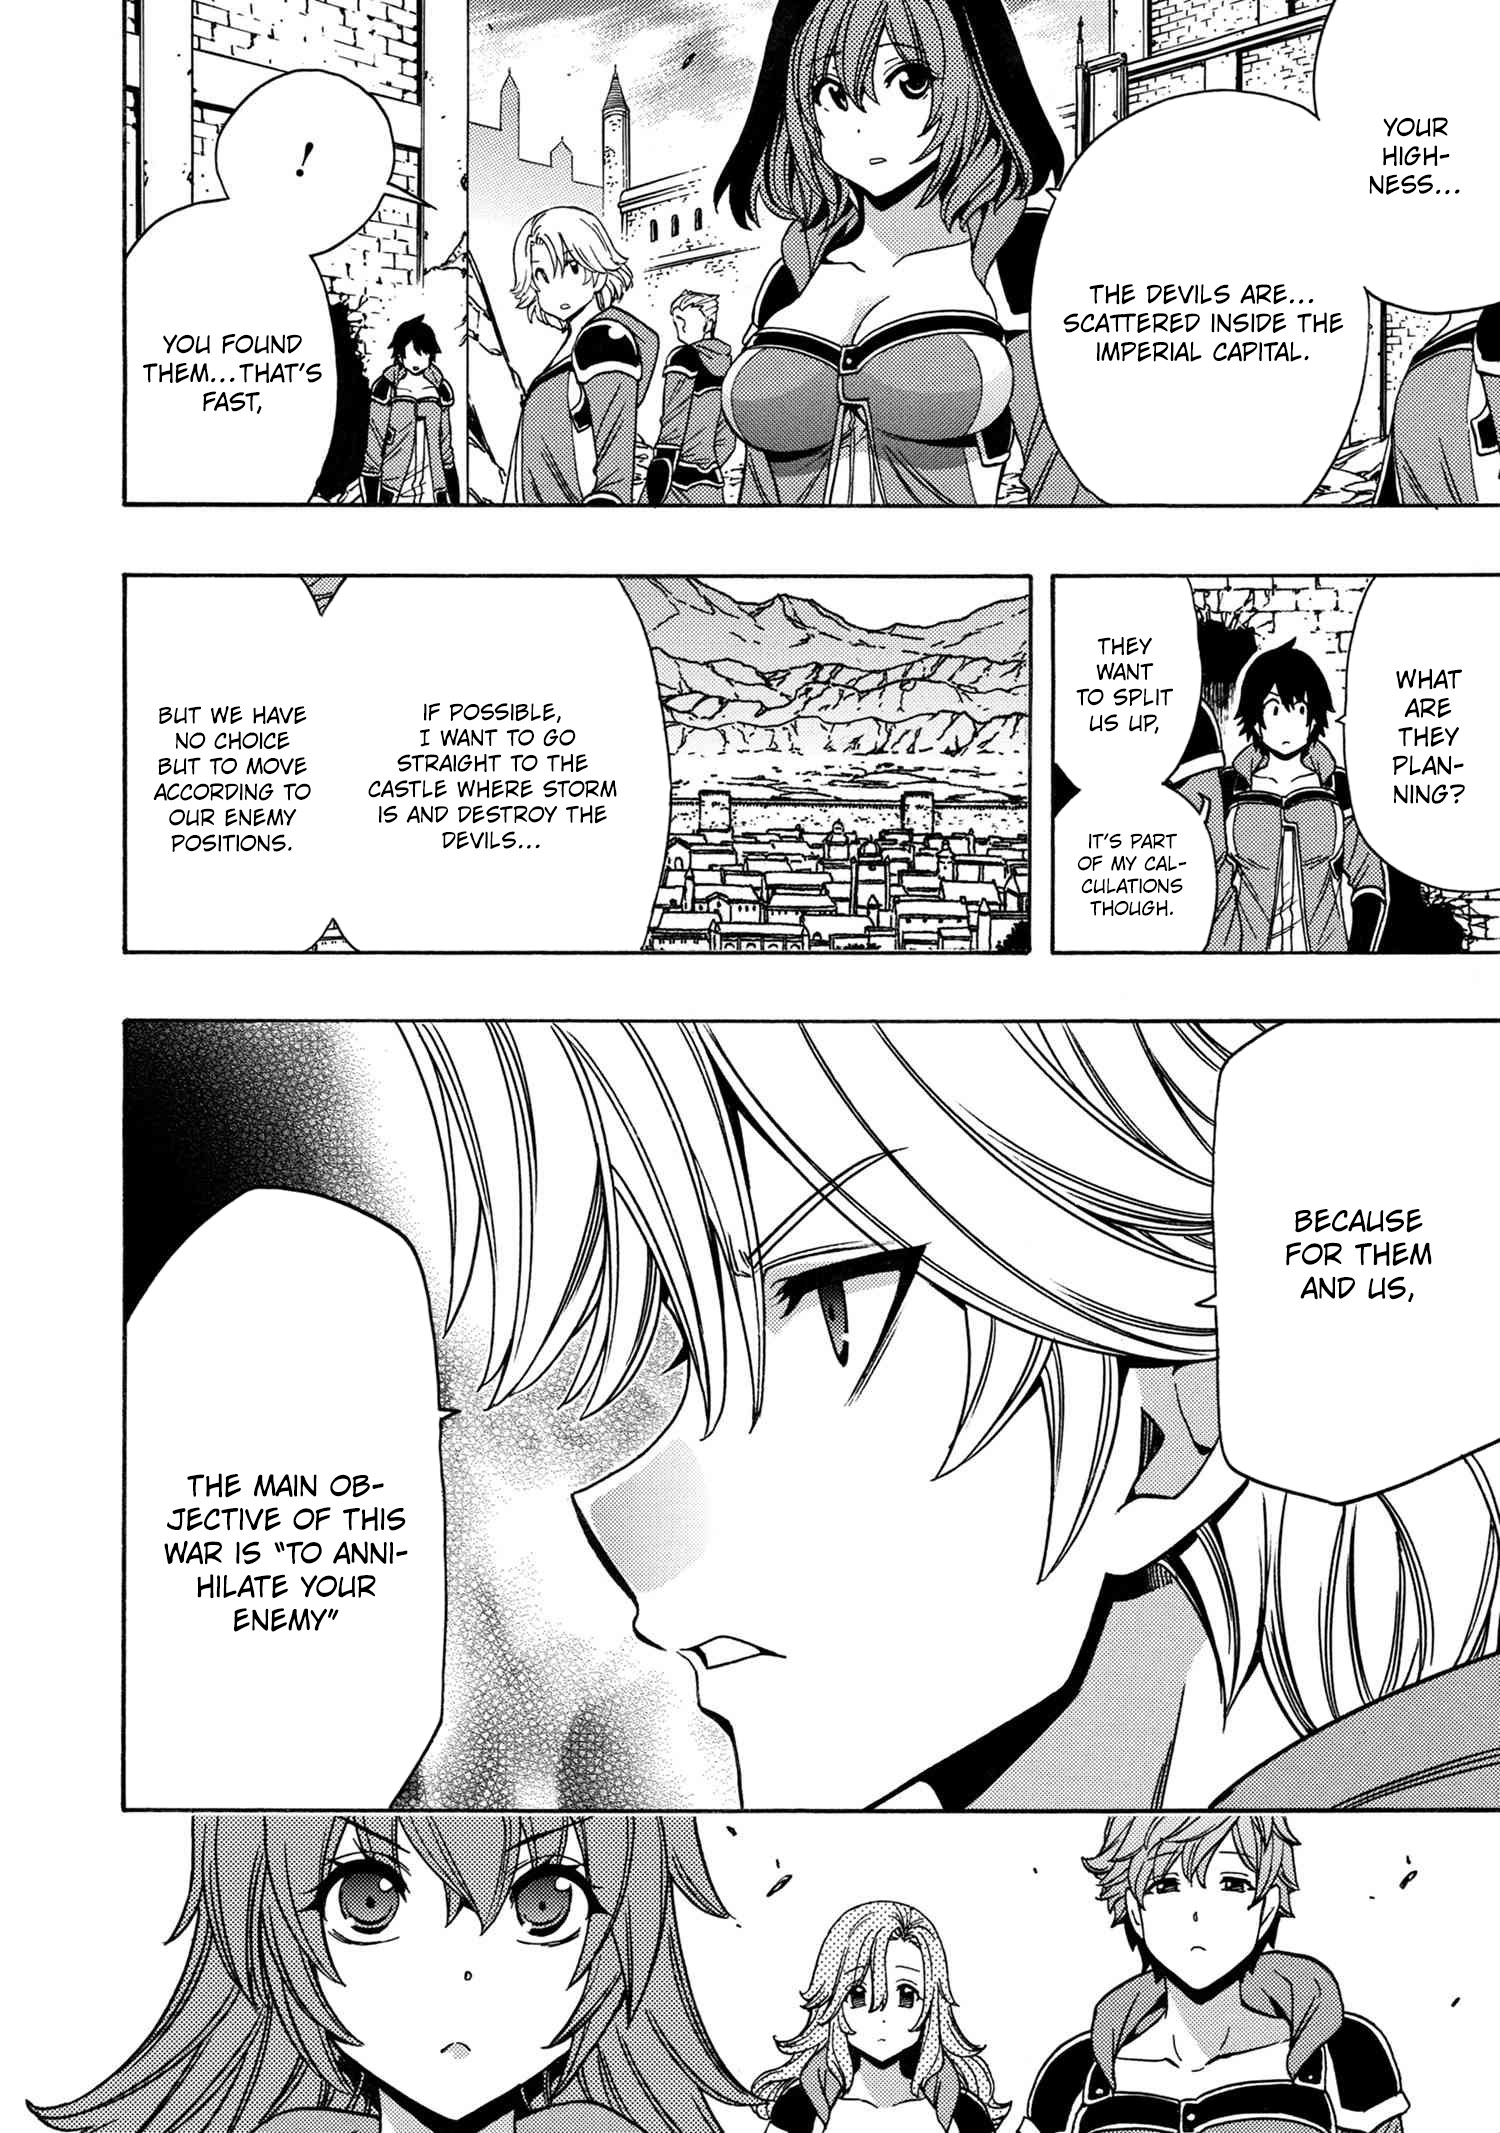 YOUR
HIGH-
NESS...
THE DEVILS ARE...
SCATTERED INSIDE THE
IMPERIAL CAPITAL.
!
YOU FOUND
THEM...THAT'S
FAST,
WHAT
ARE
THEY
PLAN-
NING?
THEY
WANT
TO SPLIT
US UP,
IT'S PART
OF MY CAL-
CULATIONS
THOUGH.
IF POSSIBLE,
I WANT TO GO
STRAIGHT TO THE
CASTLE WHERE STORM
IS AND DESTROY THE
DEVILS...
BUT WE HAVE
NO CHOICE
BUT TO MOVE
ACCORDING TO
OUR ENEMY
POSITIONS.
BECAUSE
FOR THEM
AND US,
THE MAIN OB-
JECTIVE OF THIS
WAR IS "TO ANNI-
HILATE YOUR
ENEMY"